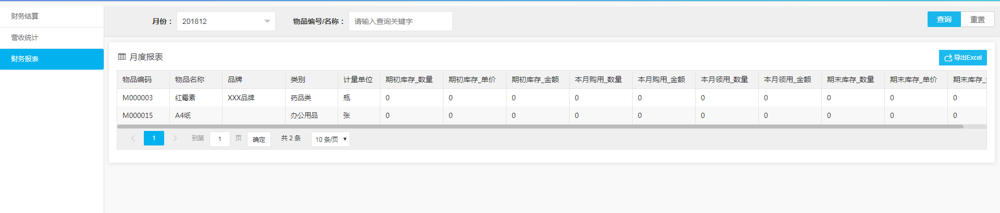 财务结算
营收统计
财务报表
月份： 201812 物品编号/名称： 请输入查询关键字 查询 重置
月度报表 导出Excel
物品编码 物品名称 品牌 类别 计量单位 期初库存_数量 期初库存_单价 期初库存_金额 本月购用_数量 本月购用_金额 本月领用_数量 本月领用_金额 期末库存_数量 期末库存_单价 期末库存_
M000003 红霉素 XXX品牌 药品类 瓶 0 0 0 0 0 0 0 0 0 0
M000015 A4纸 办公用品 张 0 0 0 0 0 0 0 0 0 0
1 到第 1 页 确定 共 2 条 10 条/页